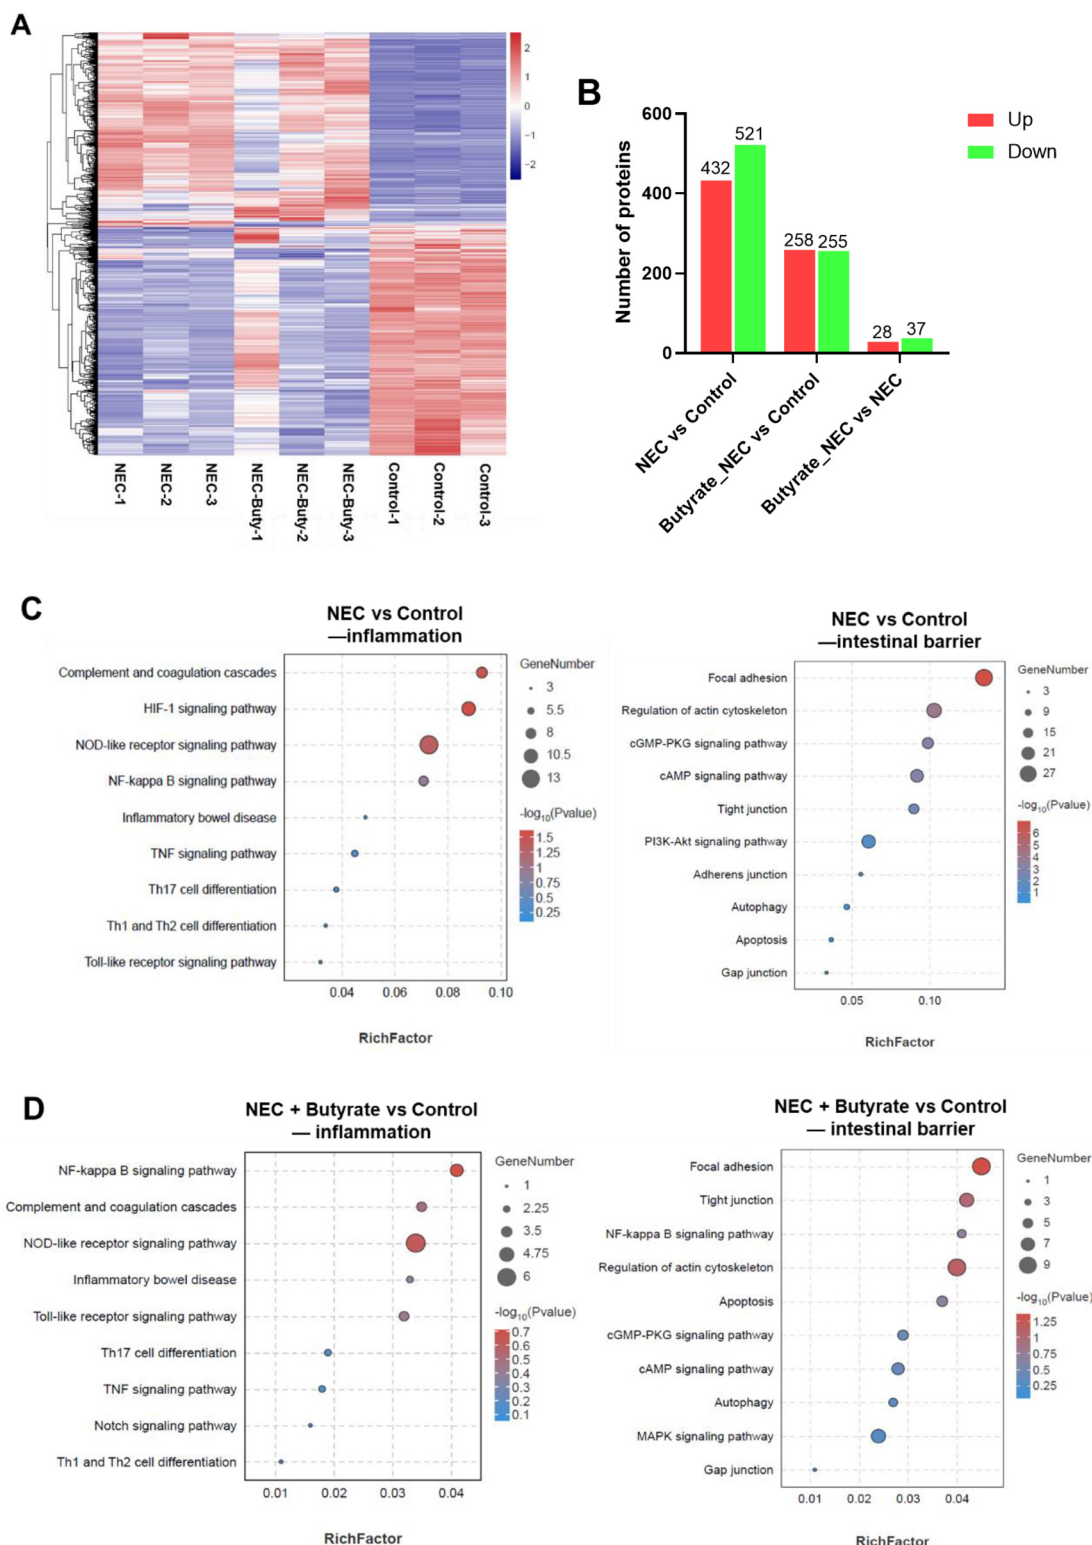 A
2
1
0
−1
−2
NEC-1
NEC-2
NEC-3
NEC-Buty-1
NEC-Buty-2
NEC-Buty-3
Control-1
Control-2
Control-3
B
Number of proteins
600
400
200
0
432
521
258
255
28
37
Up
Down
NEC vs Control
Butyrate_NEC vs Control
Butyrate_NEC vs NEC
C
NEC vs Control
—inflammation
Complement and coagulation cascades
HIF-1 signaling pathway
NOD-like receptor signaling pathway
NF-kappa B signaling pathway
Inflammatory bowel disease
TNF signaling pathway
Th17 cell differentiation
Th1 and Th2 cell differentiation
Toll-like receptor signaling pathway
0.04 0.06 0.08 0.10
RichFactor
GeneNumber
3
5.5
8
10.5
13
-log10(Pvalue)
1.5
1.25
1
0.75
0.5
0.25
NEC vs Control
—intestinal barrier
Focal adhesion
Regulation of actin cytoskeleton
cGMP-PKG signaling pathway
cAMP signaling pathway
Tight junction
PI3K-Akt signaling pathway
Adherens junction
Autophagy
Apoptosis
Gap junction
0.05 0.10
RichFactor
GeneNumber
3
9
15
21
27
-log10(Pvalue)
6
5
4
3
2
1
D
NEC + Butyrate vs Control
— inflammation
NF-kappa B signaling pathway
Complement and coagulation cascades
NOD-like receptor signaling pathway
Inflammatory bowel disease
Toll-like receptor signaling pathway
Th17 cell differentiation
TNF signaling pathway
Notch signaling pathway
Th1 and Th2 cell differentiation
0.01 0.02 0.03 0.04
RichFactor
GeneNumber
1
2.25
3.5
4.75
6
-log10(Pvalue)
0.7
0.6
0.5
0.4
0.3
0.2
0.1
NEC + Butyrate vs Control
— intestinal barrier
Focal adhesion
Tight junction
NF-kappa B signaling pathway
Regulation of actin cytoskeleton
Apoptosis
cGMP-PKG signaling pathway
cAMP signaling pathway
Autophagy
MAPK signaling pathway
Gap junction
0.01 0.02 0.03 0.04
RichFactor
GeneNumber
1
3
5
7
9
-log10(Pvalue)
1.25
1
0.75
0.5
0.25